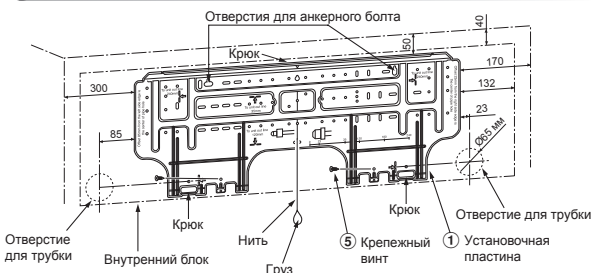 Отверстия для анкерного болта
40
50
Крюк
170
300
132
23
85
Ø65 мм
Крюк
Крюк
Отверстие для трубки
Отверстие
для трубки
Внутренний блок
Нить
Груз
5 Крепежный
винт
1 Установочная
пластина